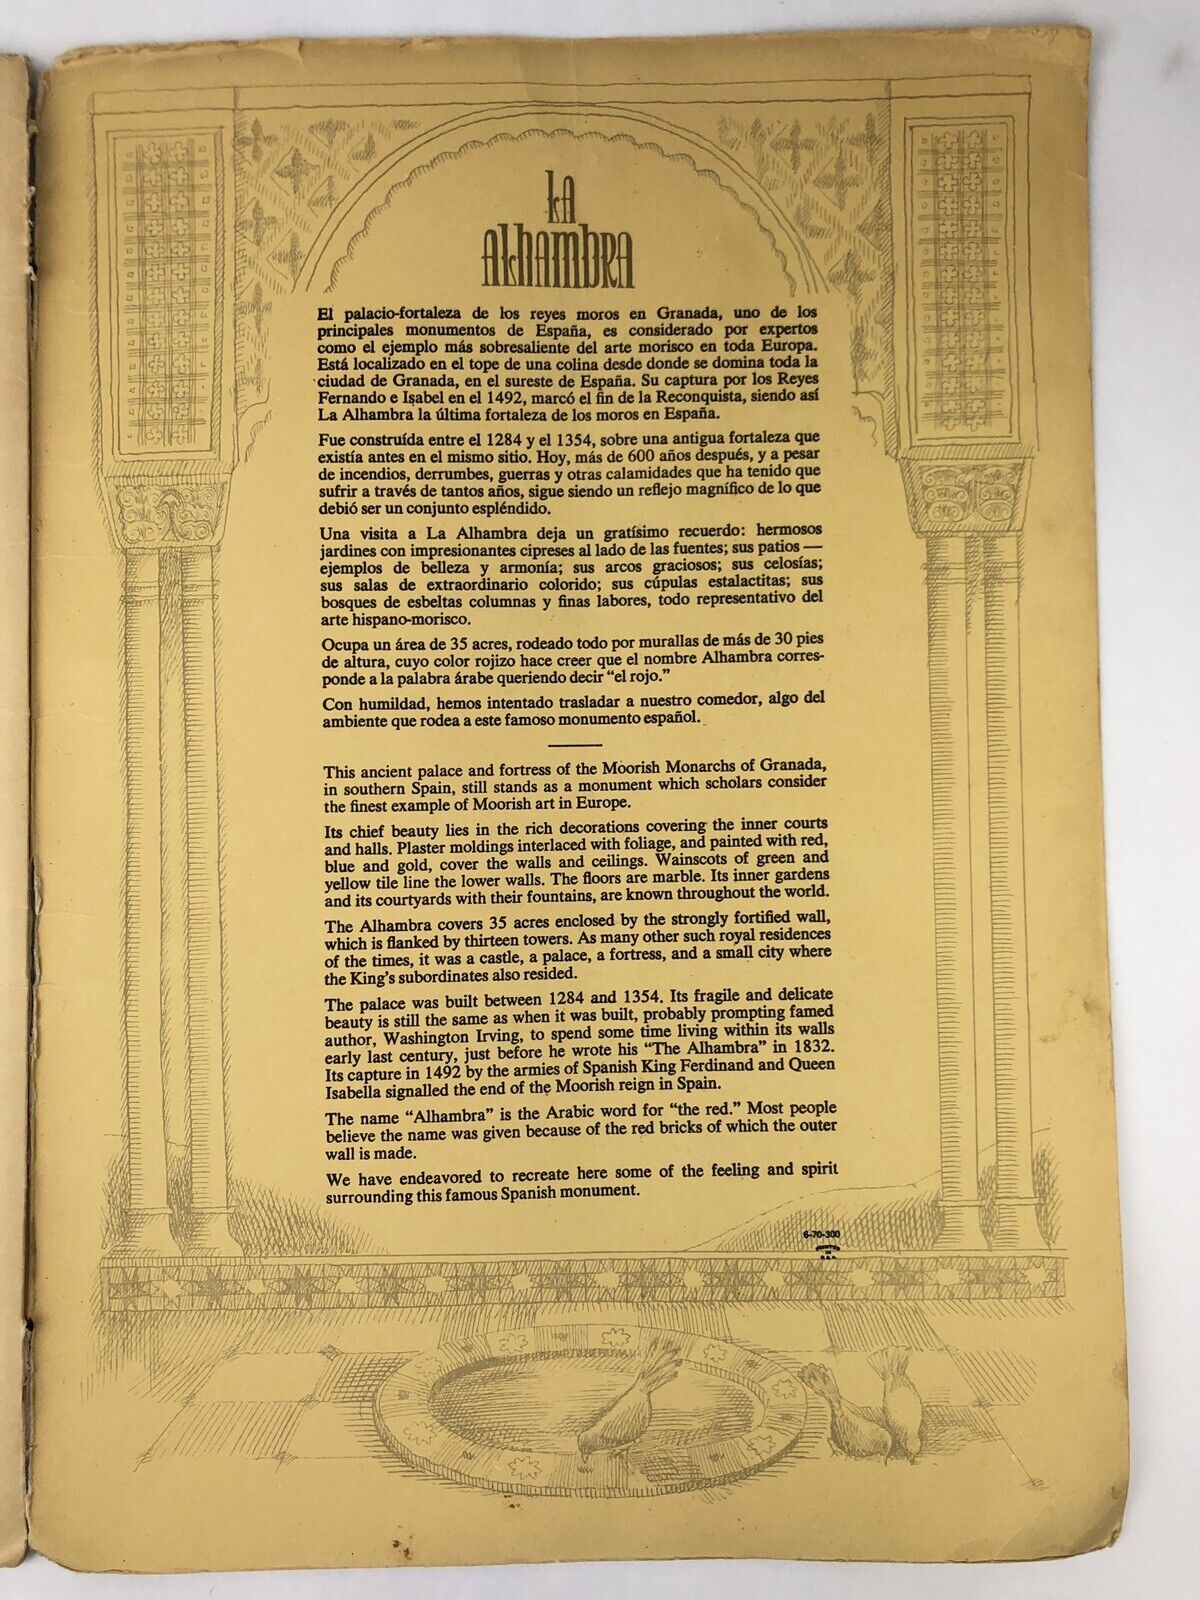 LA
ALHAMBRA
El palacio-fortaleza de los reyes moros en Granada, uno de los
principales monumentos de España, es considerado por expertos
como el ejemplo más sobresaliente del arte morisco en toda Europa.
Está localizado en el tope de una colina desde donde se domina toda la
ciudad de Granada, en el sureste de España. Su captura por los Reyes
Fernando e Isabel en el 1492, marcó el fin de la Reconquista, siendo así
La Alhambra la última fortaleza de los moros en España.
Fue construída entre el 1284 y el 1354, sobre una antigua fortaleza que
existía antes en el mismo sitio. Hoy, más de 600 años después, y a pesar
de incendios, derrumbes, guerras y otras calamidades que ha tenido que
sufrir a través de tantos años, sigue siendo un reflejo magnífico de lo que
debió ser un conjunto espléndido.
Una visita a La Alhambra deja un gratísimo recuerdo: hermosos
jardines con impresionantes cipreses al lado de las fuentes; sus patios —
ejemplos de belleza y armonía; sus arcos graciosos; sus celosías;
sus salas de extraordinario colorido; sus cúpulas estalactitas; sus
bosques de esbeltas columnas y finas labores, todo representativo del
arte hispano-morisco.
Ocupa un área de 35 acres, rodeado todo por murallas de más de 30 pies
de altura, cuyo color rojizo hace creer que el nombre Alhambra corres-
ponde a la palabra árabe queriendo decir “el rojo.”
Con humildad, hemos intentado trasladar a nuestro comedor, algo del
ambiente que rodea a este famoso monumento español.
This ancient palace and fortress of the Moorish Monarchs of Granada,
in southern Spain, still stands as a monument which scholars consider
the finest example of Moorish art in Europe.
Its chief beauty lies in the rich decorations covering the inner courts
and halls. Plaster moldings interlaced with foliage, and painted with red,
blue and gold, cover the walls and ceilings. Wainscots of green and
yellow tile line the lower walls. The floors are marble. Its inner gardens
and its courtyards with their fountains, are known throughout the world.
The Alhambra covers 35 acres enclosed by the strongly fortified wall,
which is flanked by thirteen towers. As many other such royal residences
of the times, it was a castle, a palace, a fortress, and a small city where
the King’s subordinates also resided.
The palace was built between 1284 and 1354. Its fragile and delicate
beauty is still the same as when it was built, probably prompting famed
author, Washington Irving, to spend some time living within its walls
early last century, just before he wrote his “The Alhambra” in 1832.
Its capture in 1492 by the armies of Spanish King Ferdinand and Queen
Isabella signalled the end of the Moorish reign in Spain.
The name “Alhambra” is the Arabic word for “the red.” Most people
believe the name was given because of the red bricks of which the outer
wall is made.
We have endeavored to recreate here some of the feeling and spirit
surrounding this famous Spanish monument.
6-70-300